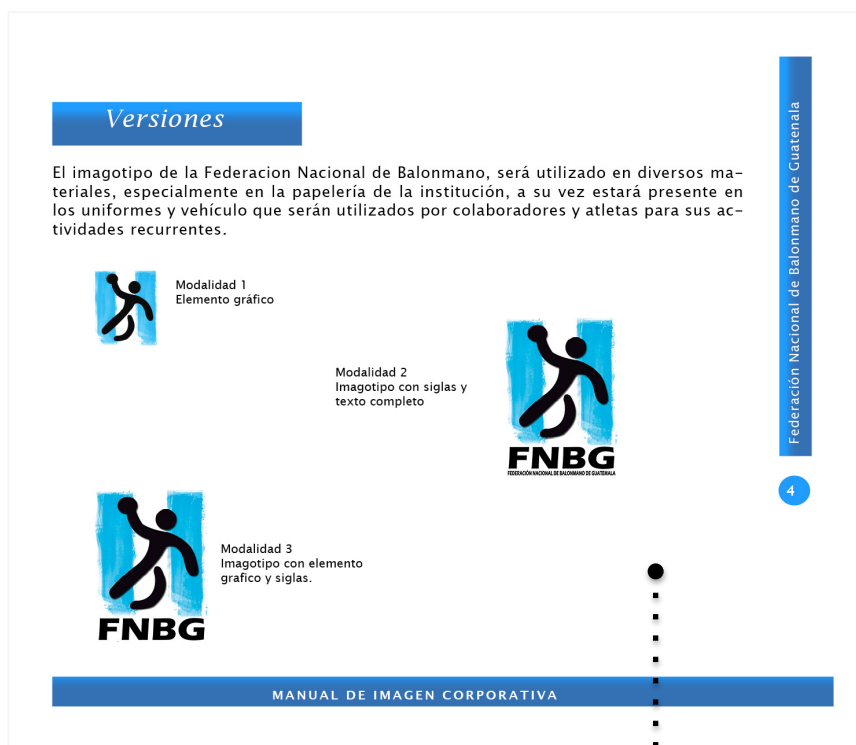 Versiones
El imagotipo de la Federacion Nacional de Balonmano, será utilizado en diversos ma-
teriales, especialmente en la papelería de la institución, a su vez estará presente en
los uniformes y vehículo que serán utilizados por colaboradores y atletas para sus ac-
tividades recurrentes.
Modalidad 1
Elemento gráfico
Modalidad 2
Imagotipo con siglas y
texto completo
FNBG
FEDERACIÓN NACIONAL DE BALONMANO DE GUATEMALA
Modalidad 3
Imagotipo con elemento
grafico y siglas.
FNBG
Federación Nacional de Balonmano de Guatenala
4
MANUAL DE IMAGEN CORPORATIVA